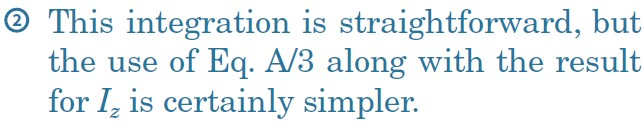 ② This integration is straightforward, but
the use of Eq. A/3 along with the result
for I_z is certainly simpler.